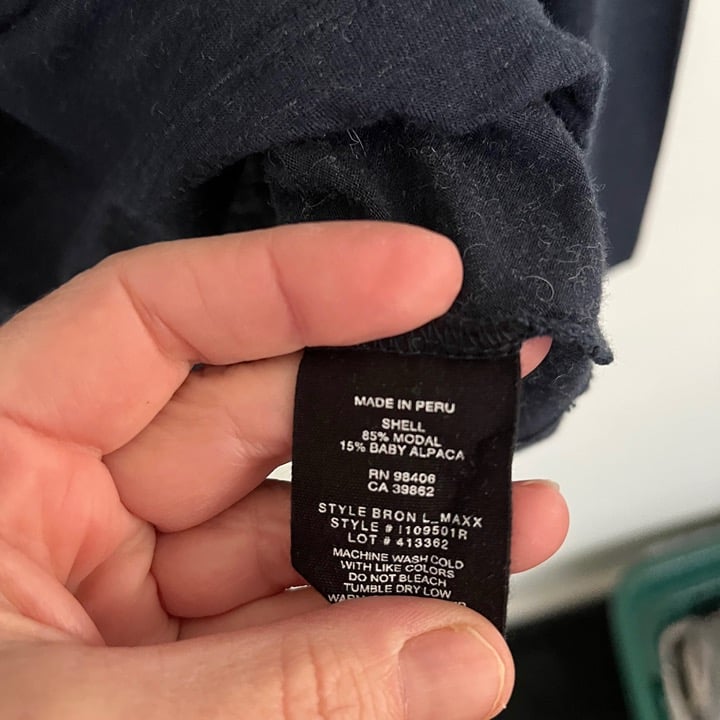 MADE IN PERU
SHELL
85% MODAL
15% BABY ALPACA
RN 98406
CA 39862
STYLE BRON L_MAXX
STYLE # I109501R
LOT # 413362
MACHINE WASH COLD
WITH LIKE COLORS
DO NOT BLEACH
TUMBLE DRY LOW